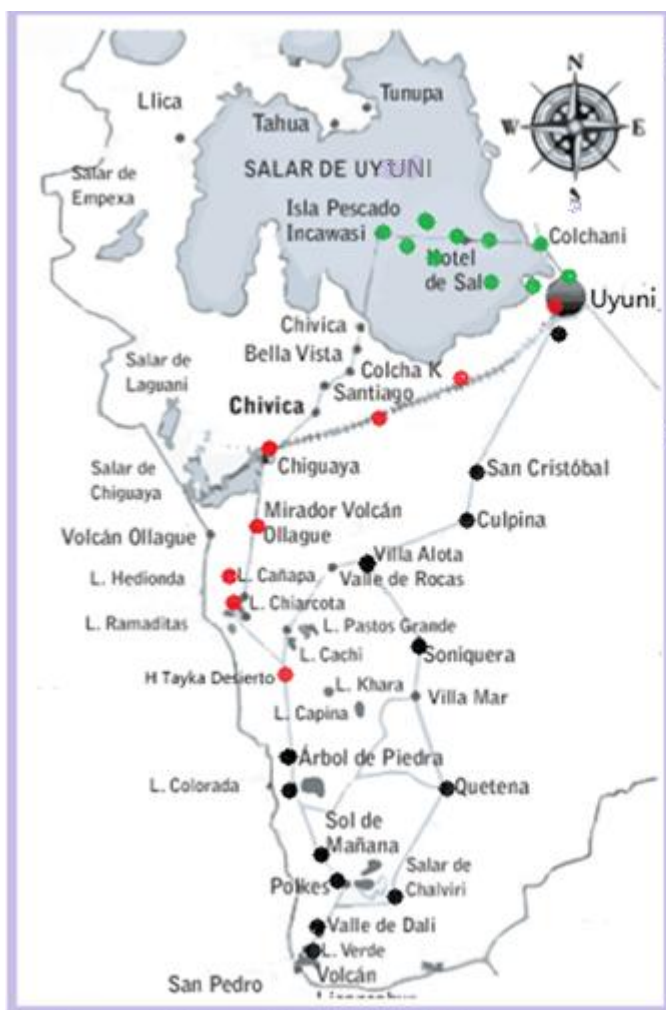 N
Tunupa
Llica
Tahua
W
E
S
SALAR DE UYUNI
Salar de
Empexa
Isla Pescado
Incawasi
Colchani
Hotel
de Sal
Uyuni
Chivica
Bella Vista
Salar de
Laguani
Colcha K
Santiago
Chivica
Salar de
Chiguaya
Chiguaya
San Cristóbal
Mirador Volcán
Ollague
Culpina
Volcán Ollague
Villa Alota
Valle de Rocas
L. Hedionda
L. Cañapa
L. Chiarcota
L. Ramaditas
L. Pastos Grande
L. Cachi
Soniquera
H Tayka Desierto
L. Khara
Villa Mar
L. Capina
Árbol de Piedra
L. Colorada
Quetena
Sol de
Mañana
Salar de
Chalviri
Polkes
Valle de Dali
L. Verde
Volcán
San Pedro